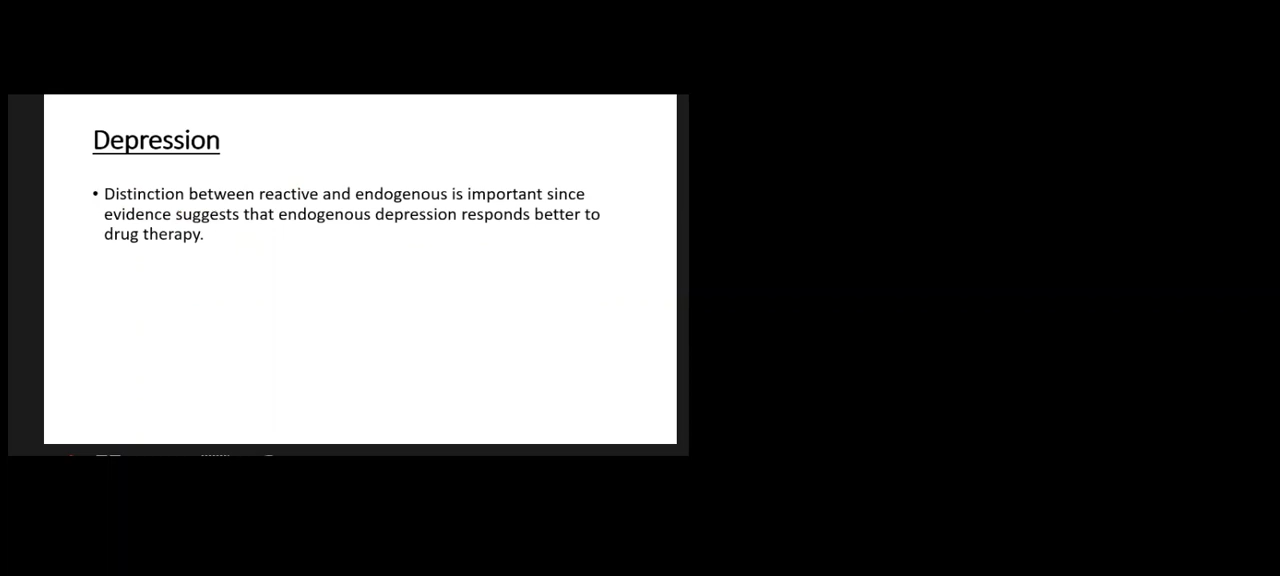 Depression
• Distinction between reactive and endogenous is important since
evidence suggests that endogenous depression responds better to
drug therapy.